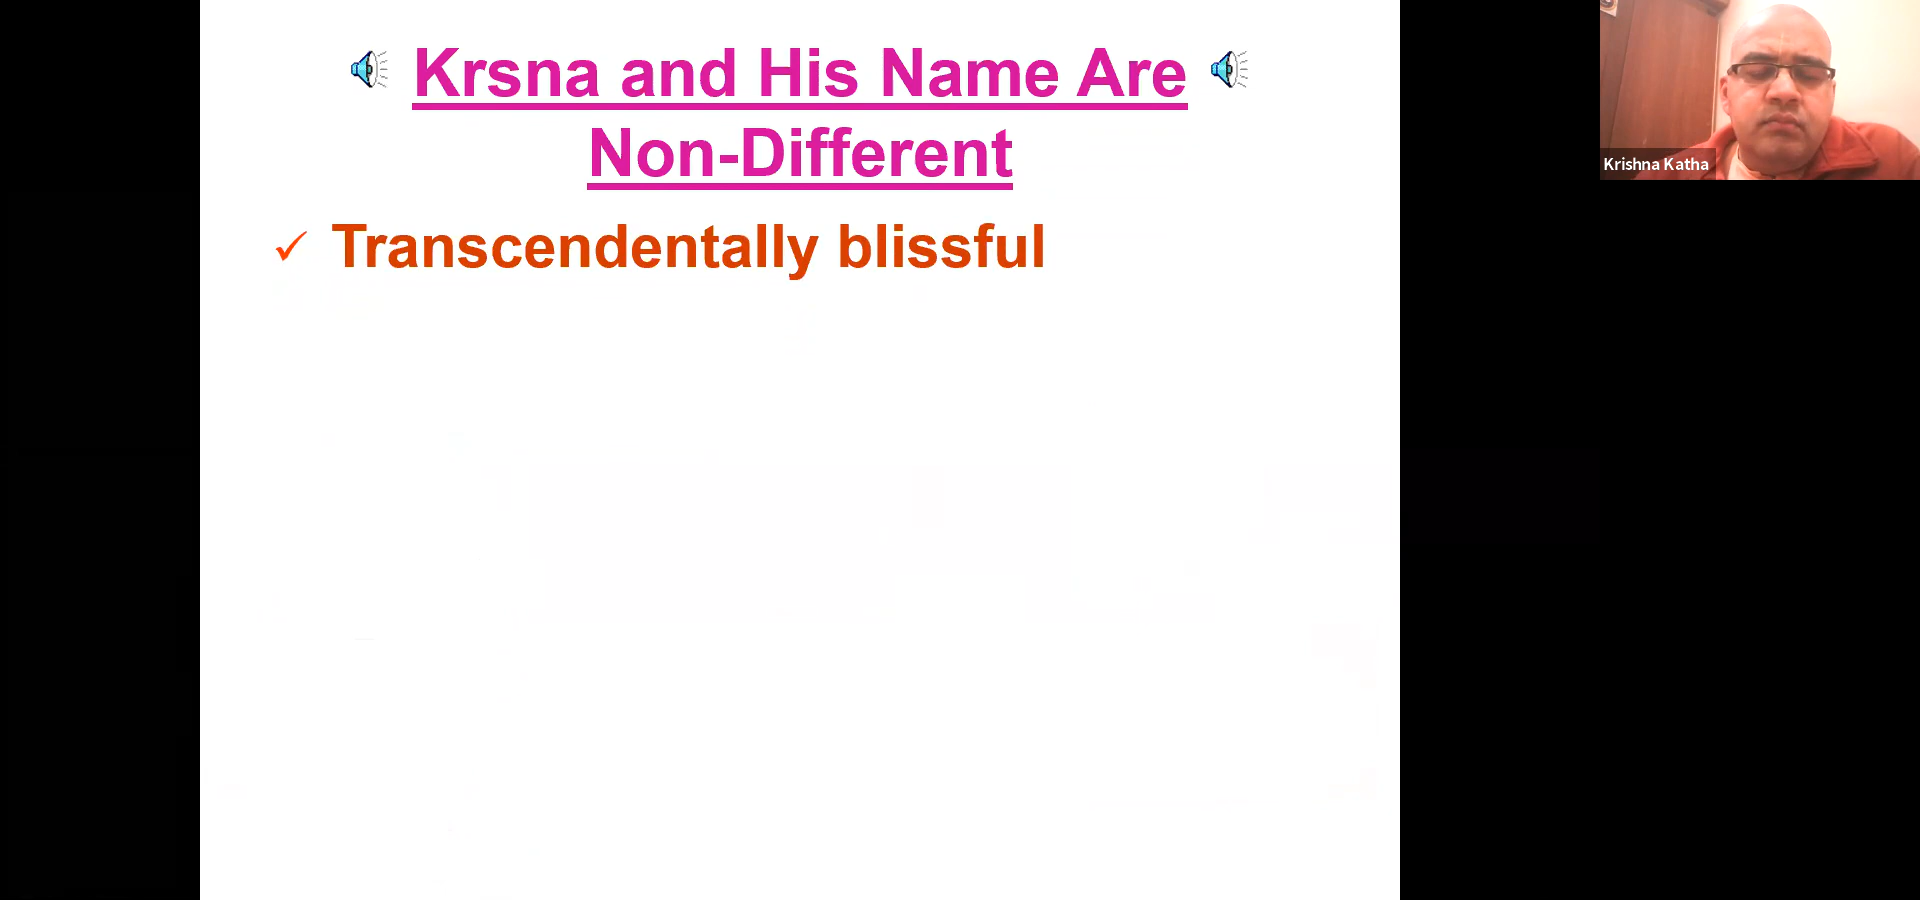 Krsna and His Name Are
Non-Different
Transcendentally blissful
Krishna Katha